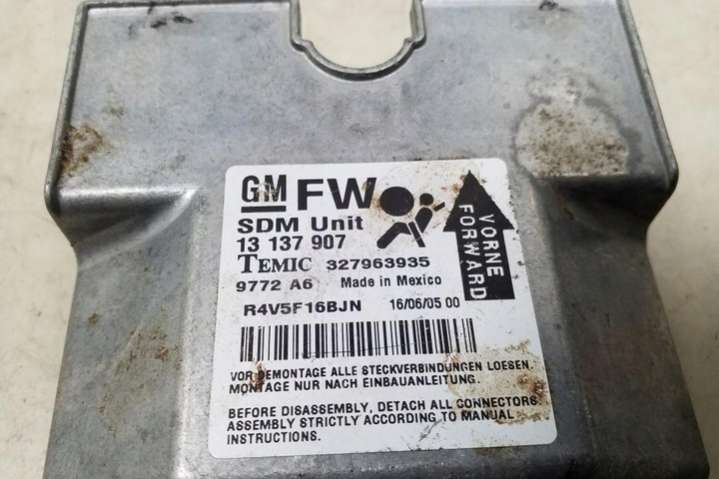 GM FW
SDM Unit
13 137 907
TEMIC 327963935
9772 A6 Made in Mexico
R4V5F16BJN 16/06/05 00
VORNE
FORWARD
VOR DEMONTAGE ALLE STECKVERBINDUNGEN LOESEN.
MONTAGE NUR NACH EINBAUANLEITUNG.
BEFORE DISASSEMBLY, DETACH ALL CONNECTORS.
ASSEMBLY STRICTLY ACCORDING TO MANUAL
INSTRUCTIONS.